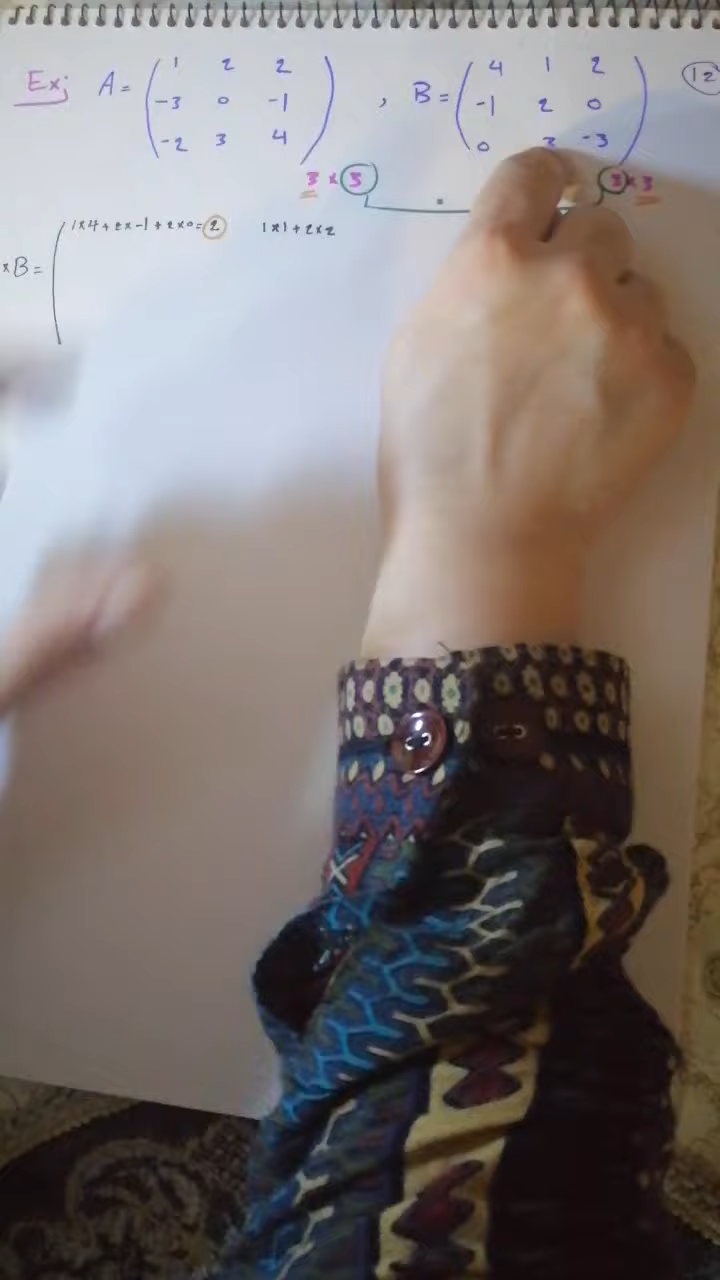 Ex; A = ( 1 2 2 ) , B = ( 4 1 2 ) 12
-3 0 -1 -1 2 0
-2 3 4 0 3 -3
3 × 3 3 × 3
×B = ( 1×4+2×-1+2×0=2 1×1+2×2